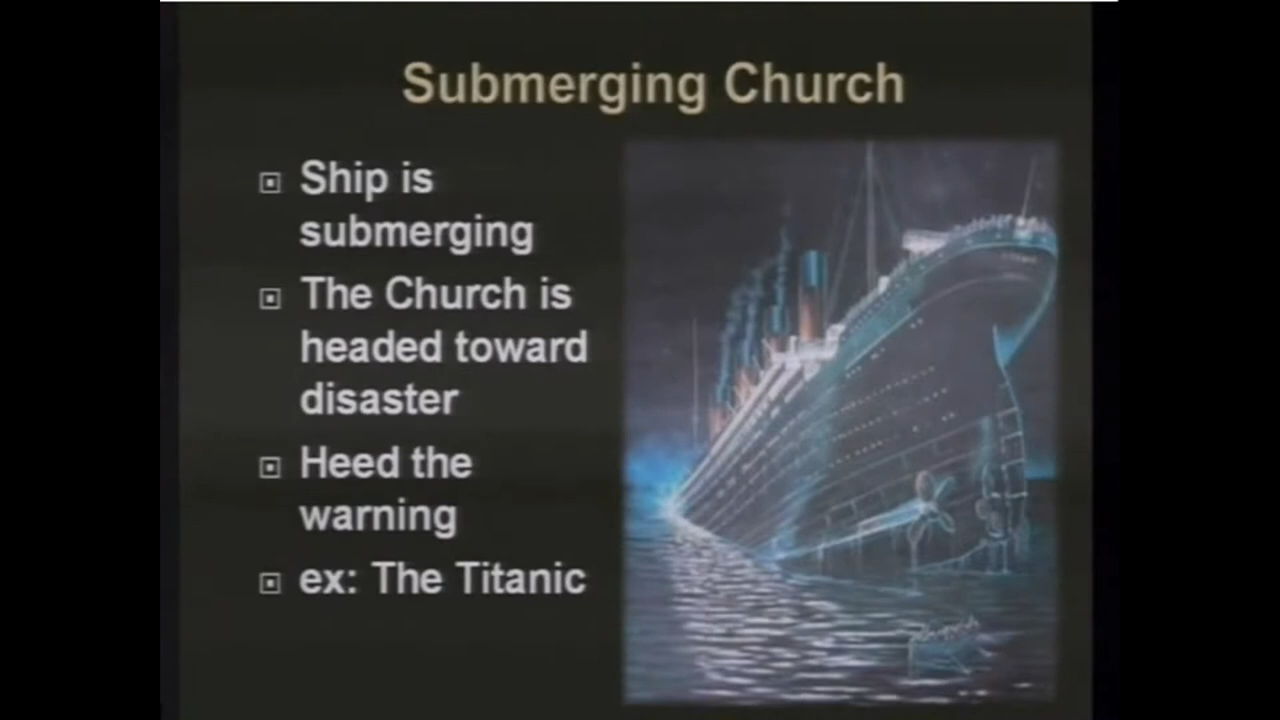 Submerging Church
Ship is
submerging
The Church is
headed toward
disaster
Heed the
warning
ex: The Titanic